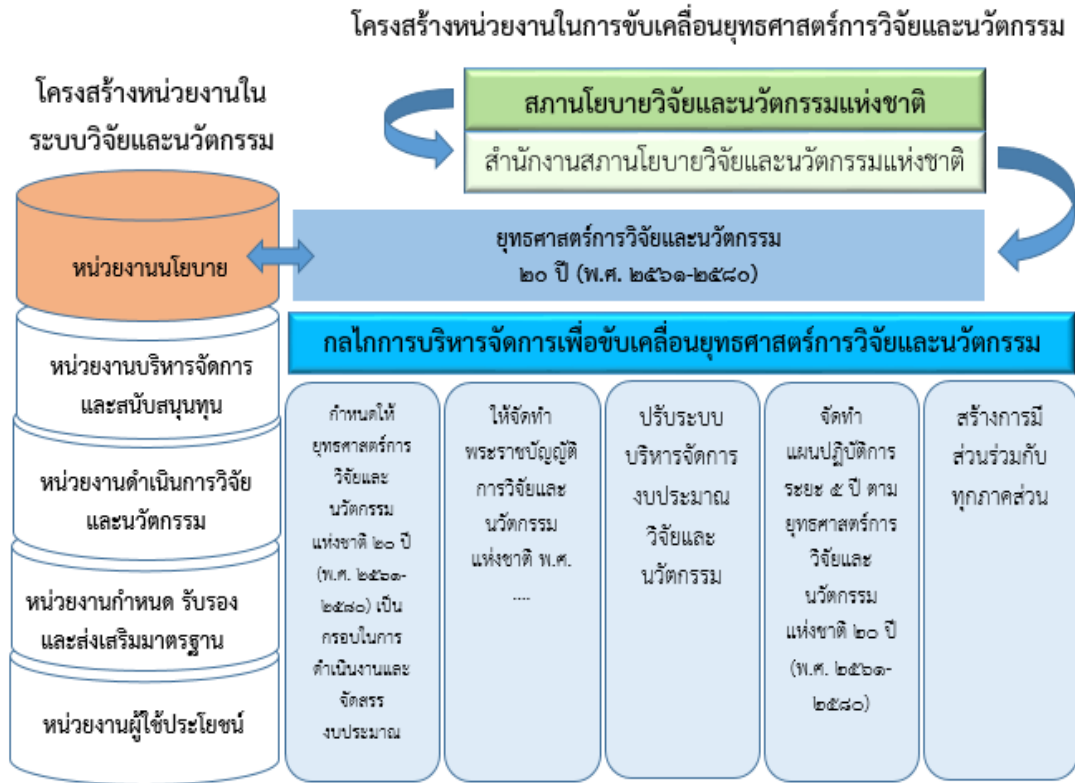 โครงสร้างหน่วยงานในการขับเคลื่อนยุทธศาสตร์การวิจัยและนวัตกรรม
โครงสร้างหน่วยงานใน
ระบบวิจัยและนวัตกรรม
สภานโยบายวิจัยและนวัตกรรมแห่งชาติ
สำนักงานสภานโยบายวิจัยและนวัตกรรมแห่งชาติ
หน่วยงานนโยบาย
ยุทธศาสตร์การวิจัยและนวัตกรรม
๒๐ ปี (พ.ศ. ๒๕๖๑-๒๕๘๐)
หน่วยงานบริหารจัดการ
และสนับสนุนทุน
หน่วยงานดำเนินการวิจัย
และนวัตกรรม
หน่วยงานกำหนด รับรอง
และส่งเสริมมาตรฐาน
หน่วยงานผู้ใช้ประโยชน์
กลไกการบริหารจัดการเพื่อขับเคลื่อนยุทธศาสตร์การวิจัยและนวัตกรรม
กำหนดให้
ยุทธศาสตร์การ
วิจัยและ
นวัตกรรม
แห่งชาติ ๒๐ ปี
(พ.ศ. ๒๕๖๑-
๒๕๘๐) เป็น
กรอบในการ
ดำเนินงานและ
จัดสรร
งบประมาณ
ให้จัดทำ
พระราชบัญญัติ
การวิจัยและ
นวัตกรรม
แห่งชาติ พ.ศ.
....
ปรับระบบ
บริหารจัดการ
งบประมาณ
วิจัยและ
นวัตกรรม
จัดทำ
แผนปฏิบัติการ
ระยะ ๕ ปี ตาม
ยุทธศาสตร์การ
วิจัยและ
นวัตกรรม
แห่งชาติ ๒๐ ปี
(พ.ศ. ๒๕๖๑-
๒๕๘๐)
สร้างการมี
ส่วนร่วมกับ
ทุกภาคส่วน